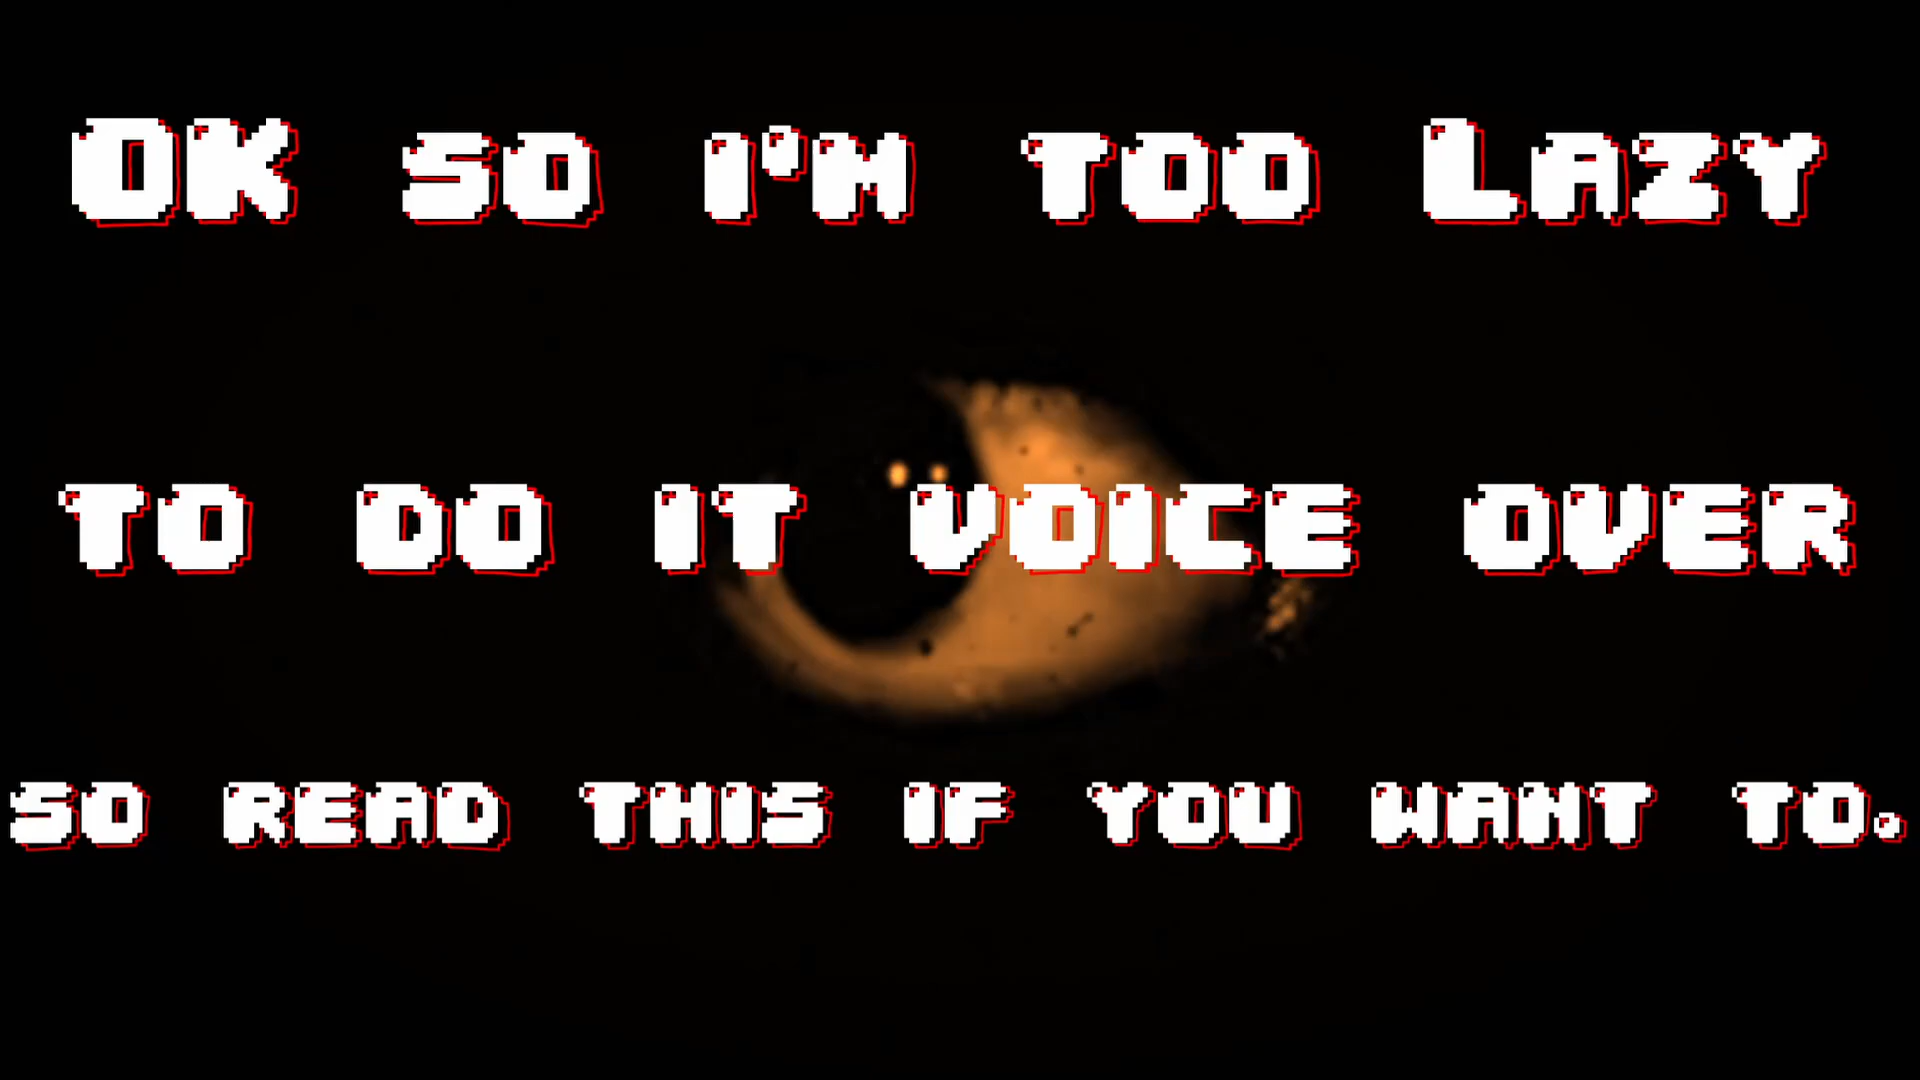 OK SO I'M TOO LAZY
TO DO IT VOICE OVER
SO READ THIS IF YOU WANT TO.